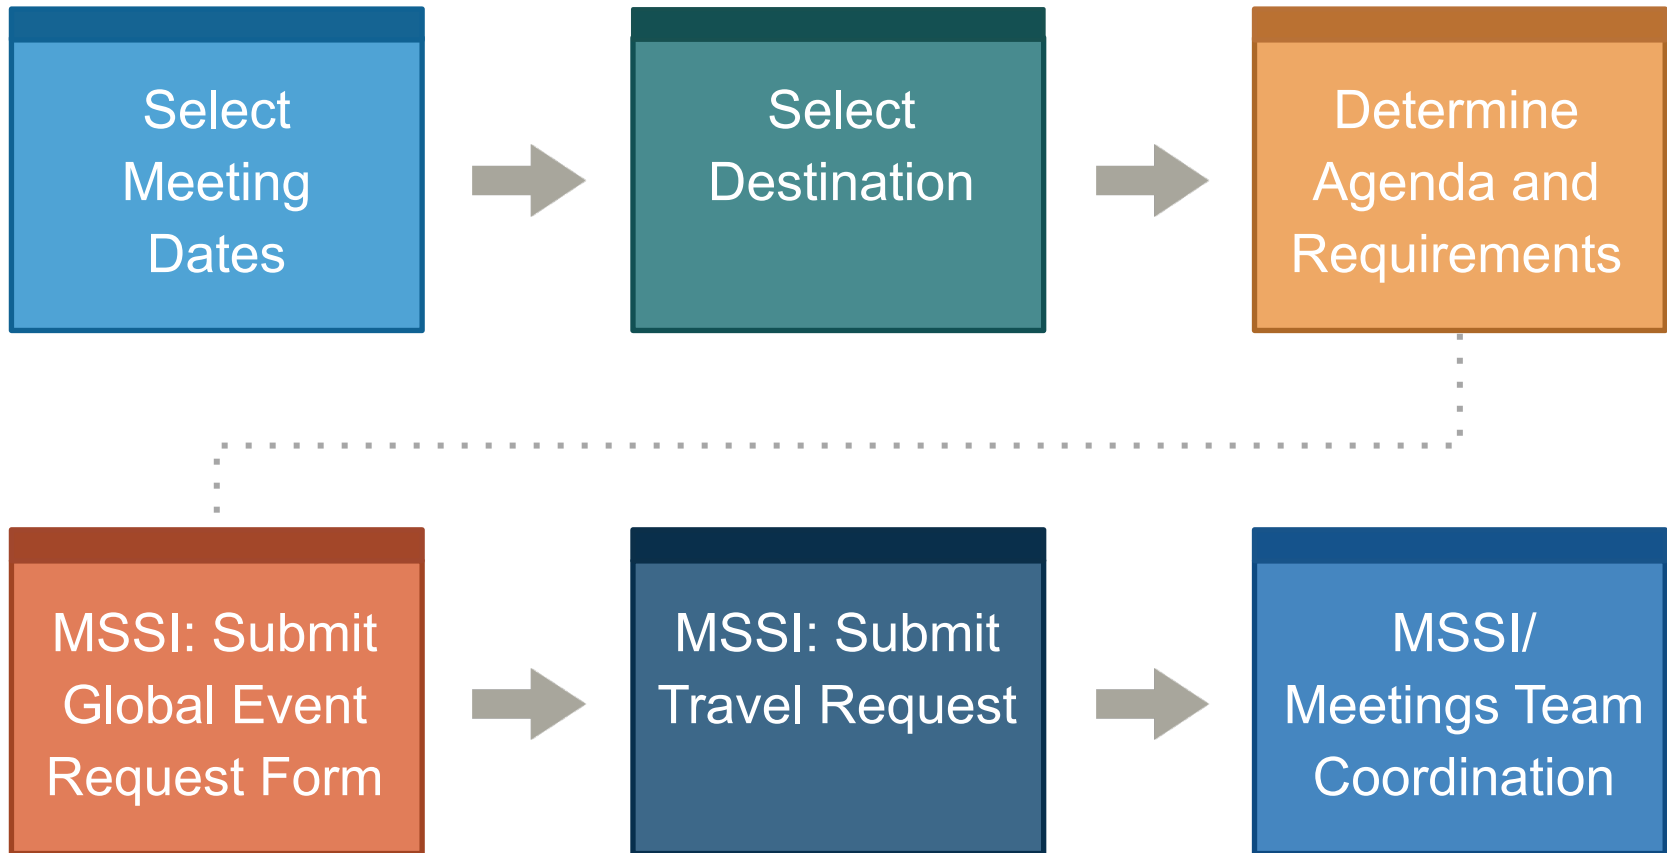 Select
Meeting
Dates
Select
Destination
Determine
Agenda and
Requirements
MSSI: Submit
Global Event
Request Form
MSSI: Submit
Travel Request
MSSI/
Meetings Team
Coordination